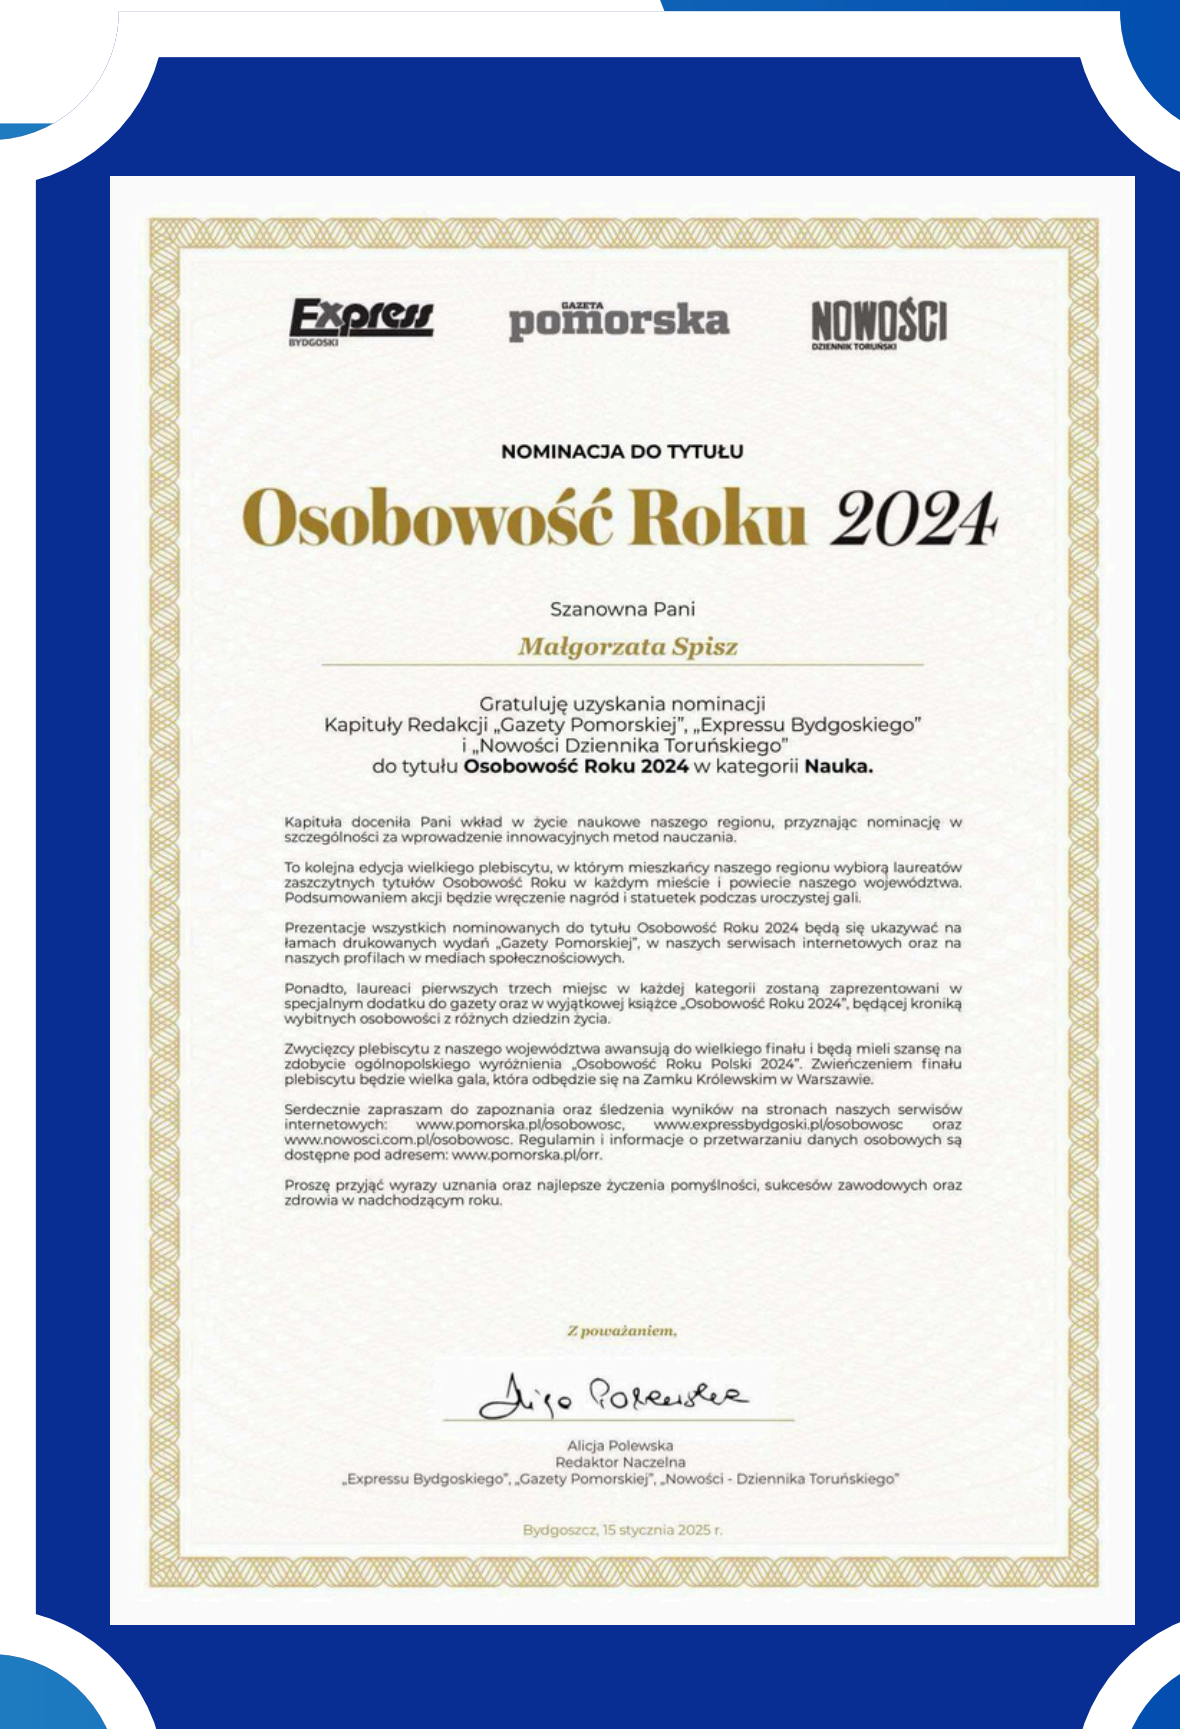 Express
BYDGOSKI
GAZETA
pomorska
NOWOŚCI
DZIENNIK TORUŃSKI
NOMINACJA DO TYTUŁU
Osobowość Roku 2024
Szanowna Pani
Małgorzata Spisz
Gratuluję uzyskania nominacji
Kapituły Redakcji „Gazety Pomorskiej”, „Expressu Bydgoskiego”
i „Nowości Dziennika Toruńskiego”
do tytułu Osobowość Roku 2024 w kategorii Nauka.
Kapituła doceniła Pani wkład w życie naukowe naszego regionu, przyznając nominację w
szczególności za wprowadzenie innowacyjnych metod nauczania.
To kolejna edycja wielkiego plebiscytu, w którym mieszkańcy naszego regionu wybiorą laureatów
zaszczytnych tytułów Osobowość Roku w każdym mieście i powiecie naszego województwa.
Podsumowaniem akcji będzie wręczenie nagród i statuetek podczas uroczystej gali.
Prezentacje wszystkich nominowanych do tytułu Osobowość Roku 2024 będą się ukazywać na
łamach drukowanych wydań „Gazety Pomorskiej”, w naszych serwisach internetowych oraz na
naszych profilach w mediach społecznościowych.
Ponadto, laureaci pierwszych trzech miejsc w każdej kategorii zostaną zaprezentowani w
specjalnym dodatku do gazety oraz w wyjątkowej książce „Osobowość Roku 2024”, będącej kroniką
wybitnych osobowości z różnych dziedzin życia.
Zwycięzcy plebiscytu z naszego województwa awansują do wielkiego finału i będą mieli szansę na
zdobycie ogólnopolskiego wyróżnienia „Osobowość Roku Polski 2024”. Zwieńczeniem finału
plebiscytu będzie wielka gala, która odbędzie się na Zamku Królewskim w Warszawie.
Serdecznie zapraszam do zapoznania oraz śledzenia wyników na stronach naszych serwisów
internetowych: www.pomorska.pl/osobowosc, www.expressbydgoski.pl/osobowosc oraz
www.nowosci.com.pl/osobowosc. Regulamin i informacje o przetwarzaniu danych osobowych są
dostępne pod adresem: www.pomorska.pl/orr.
Proszę przyjąć wyrazy uznania oraz najlepsze życzenia pomyślności, sukcesów zawodowych oraz
zdrowia w nadchodzącym roku.
Z poważaniem,
Alicja Polewska
Alicja Polewska
Redaktor Naczelna
„Expressu Bydgoskiego”, „Gazety Pomorskiej”, „Nowości - Dziennika Toruńskiego”
Bydgoszcz, 15 stycznia 2025 r.